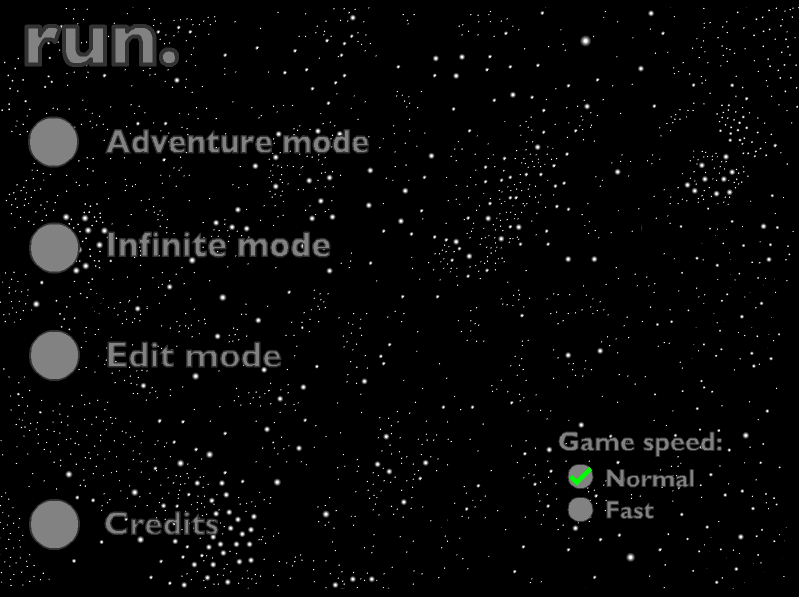 run.
Adventure mode
Infinite mode
Edit mode
Game speed:
Normal
Fast
Credits